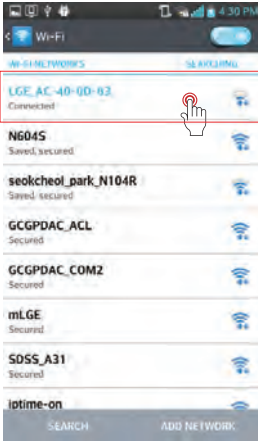 4:30 PM
Wi-Fi
WI-FI NETWORKS
SEARCHING
LGE_AC-40-0D-63
Connected
N604S
Saved, secured
seokcheol_park_N104R
Saved, secured
GCGPDAC_ACL
Secured
GCGPDAC_COM2
Secured
mLGE
Secured
SDSS_A31
Secured
iptime-on
SEARCH
ADD NETWORK